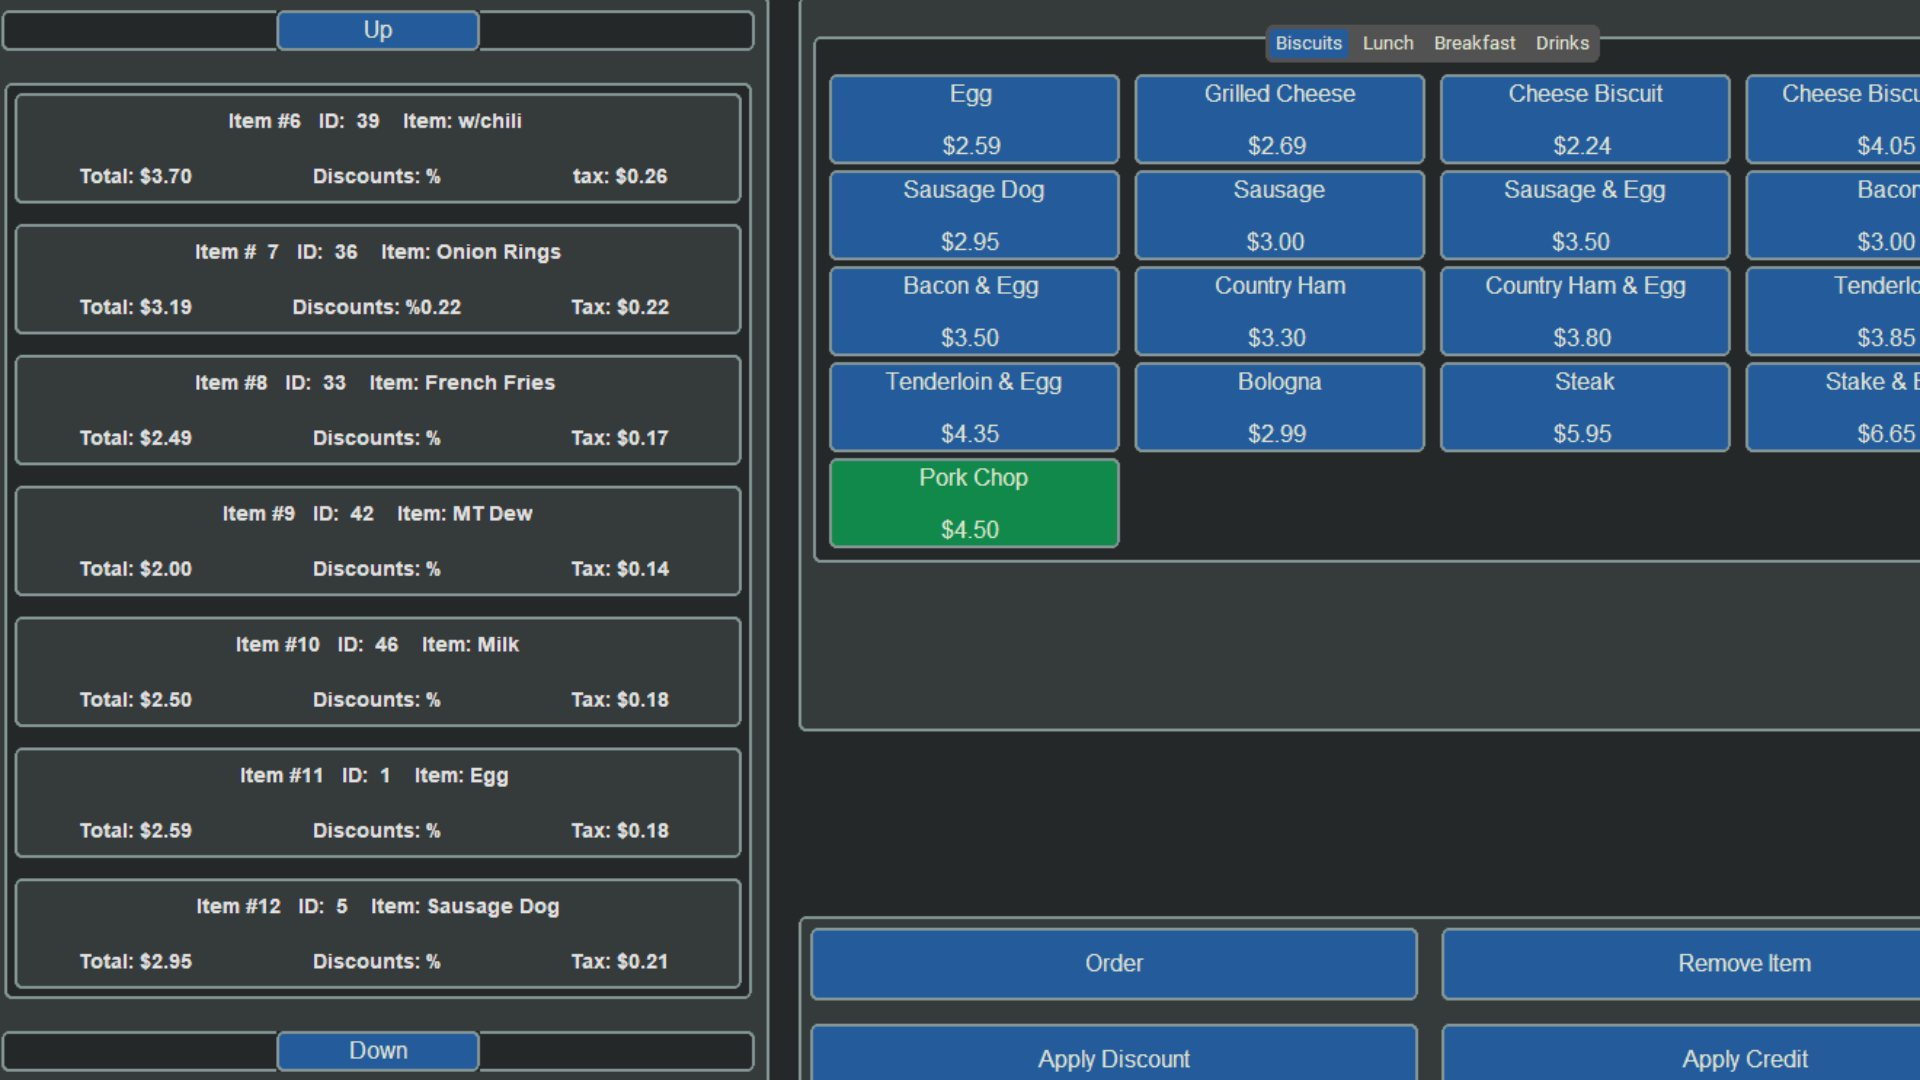 Up
Item #6 ID: 39 Item: w/chili
Total: $3.70 Discounts: % tax: $0.26
Item # 7 ID: 36 Item: Onion Rings
Total: $3.19 Discounts: %0.22 Tax: $0.22
Item #8 ID: 33 Item: French Fries
Total: $2.49 Discounts: % Tax: $0.17
Item #9 ID: 42 Item: MT Dew
Total: $2.00 Discounts: % Tax: $0.14
Item #10 ID: 46 Item: Milk
Total: $2.50 Discounts: % Tax: $0.18
Item #11 ID: 1 Item: Egg
Total: $2.59 Discounts: % Tax: $0.18
Item #12 ID: 5 Item: Sausage Dog
Total: $2.95 Discounts: % Tax: $0.21
Down
Biscuits Lunch Breakfast Drinks
Egg Grilled Cheese Cheese Biscuit Cheese Biscu
$2.59 $2.69 $2.24 $4.05
Sausage Dog Sausage Sausage & Egg Bacon
$2.95 $3.00 $3.50 $3.00
Bacon & Egg Country Ham Country Ham & Egg Tenderlo
$3.50 $3.30 $3.80 $3.85
Tenderloin & Egg Bologna Steak Stake & E
$4.35 $2.99 $5.95 $6.65
Pork Chop
$4.50
Order Remove Item
Apply Discount Apply Credit